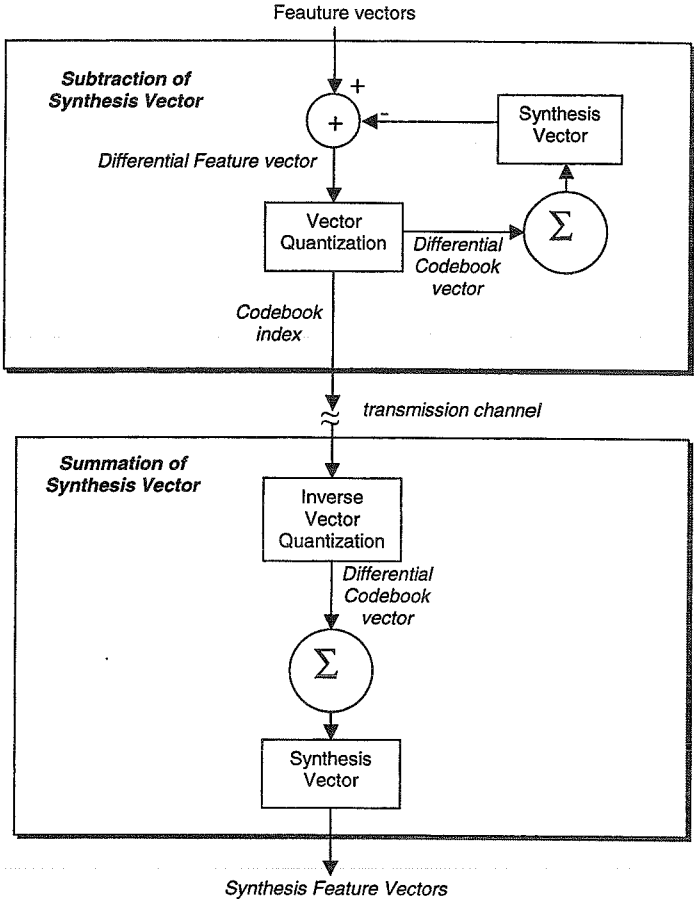 Feauture vectors
Subtraction of
Synthesis Vector
+
-
+
Synthesis
Vector
Differential Feature vector
Vector
Quantization
Σ
Differential
Codebook
vector
Codebook
index
≈
transmission channel
Summation of
Synthesis Vector
Inverse
Vector
Quantization
Differential
Codebook
vector
Σ
Synthesis
Vector
Synthesis Feature Vectors